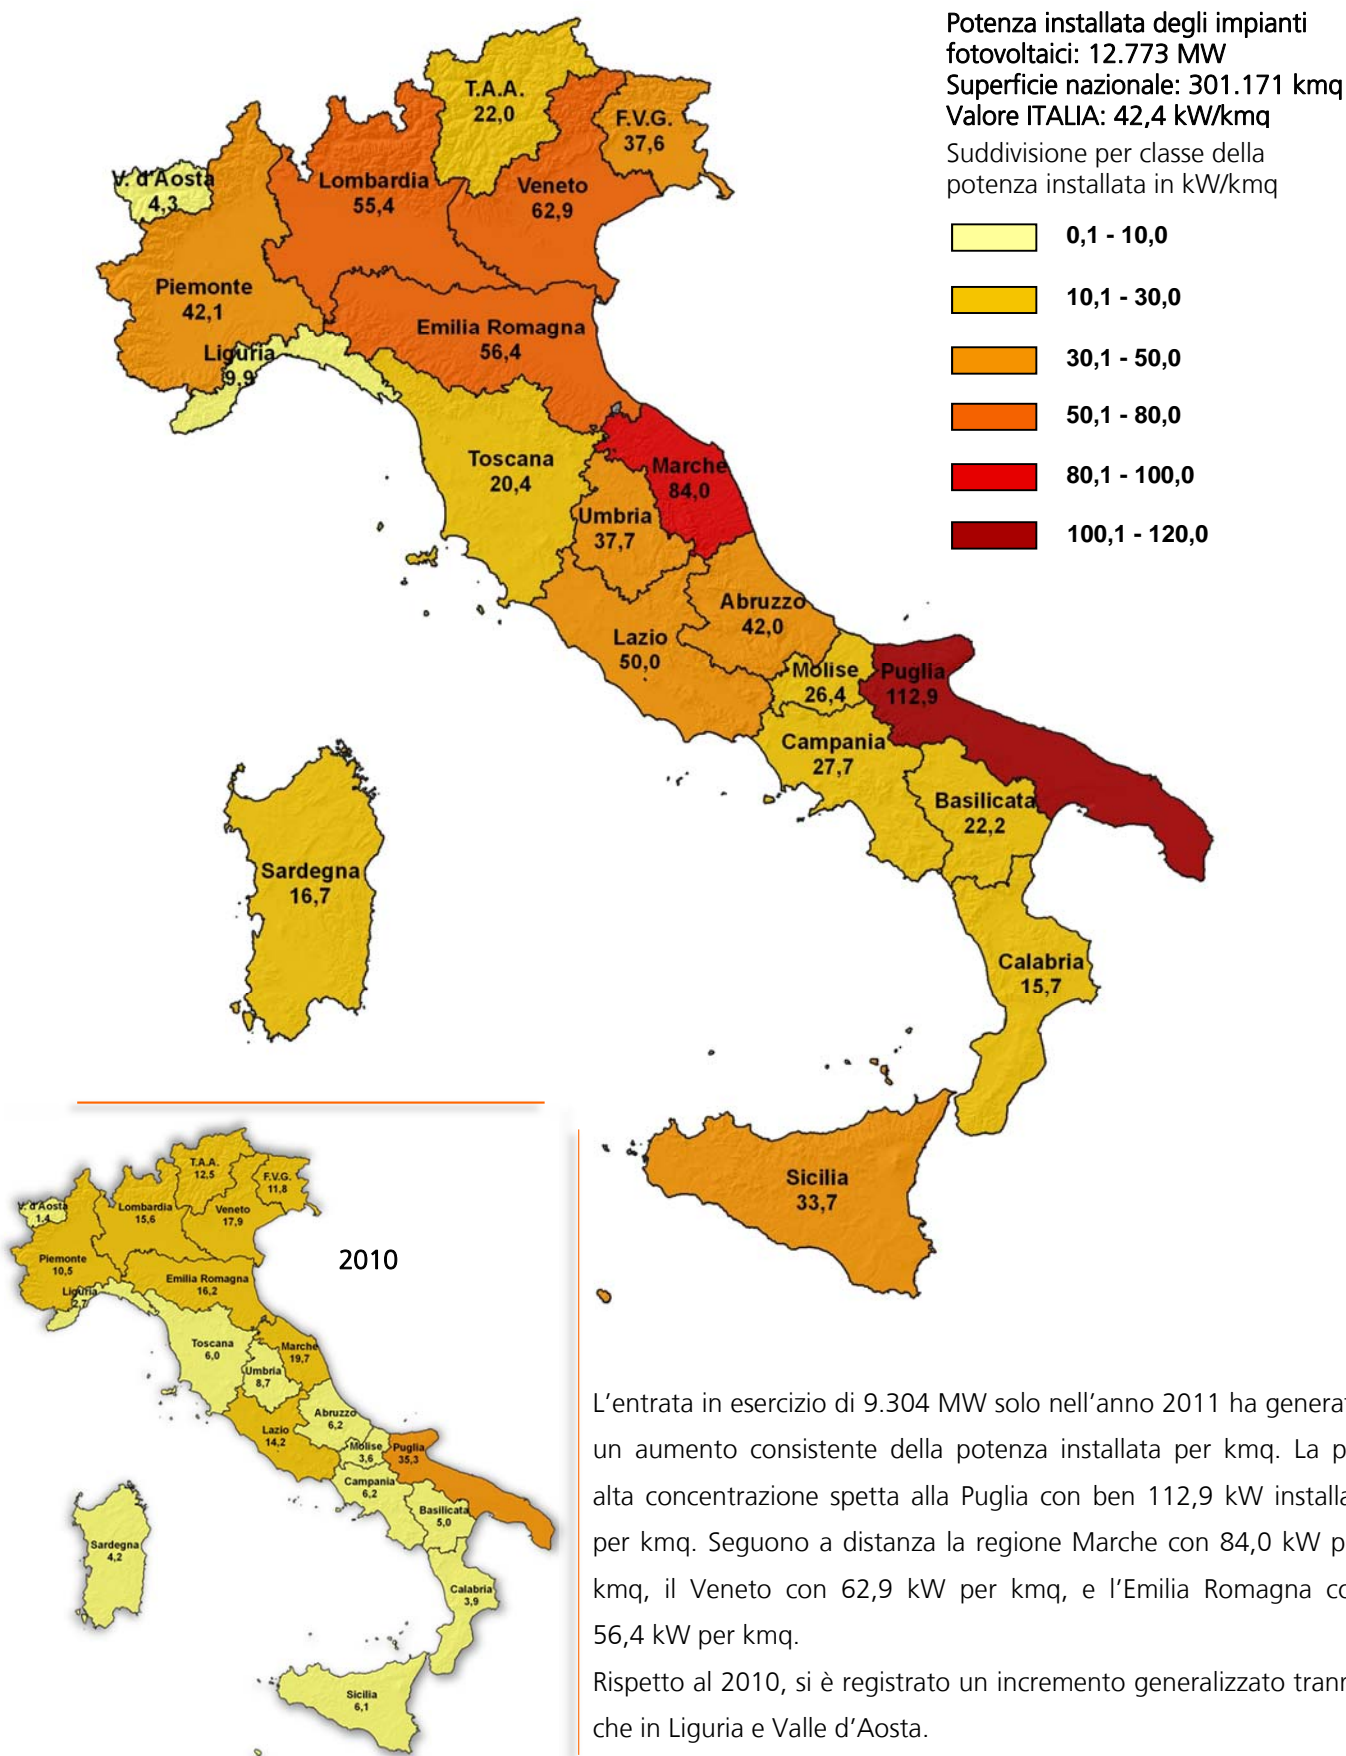 Potenza installata degli impianti
fotovoltaici: 12.773 MW
Superficie nazionale: 301.171 kmq
Valore ITALIA: 42,4 kW/kmq
Suddivisione per classe della
potenza installata in kW/kmq
0,1 - 10,0
10,1 - 30,0
30,1 - 50,0
50,1 - 80,0
80,1 - 100,0
100,1 - 120,0
T.A.A.
22,0
F.V.G.
37,6
V. d'Aosta
4,3
Lombardia
55,4
Veneto
62,9
Piemonte
42,1
Emilia Romagna
56,4
Liguria
9,9
Toscana
20,4
Marche
84,0
Umbria
37,7
Abruzzo
42,0
Lazio
50,0
Molise
26,4
Puglia
112,9
Campania
27,7
Basilicata
22,2
Sardegna
16,7
Calabria
15,7
Sicilia
33,7
2010
T.A.A.
12,5
F.V.G.
11,8
V. d'Aosta
1,4
Lombardia
15,6
Veneto
17,9
Piemonte
10,5
Emilia Romagna
16,2
Liguria
2,7
Toscana
6,0
Marche
19,7
Umbria
8,7
Abruzzo
6,2
Lazio
14,2
Molise
3,6
Puglia
35,3
Campania
6,2
Basilicata
5,0
Sardegna
4,2
Calabria
3,9
Sicilia
6,1
L'entrata in esercizio di 9.304 MW solo nell'anno 2011 ha generat
un aumento consistente della potenza installata per kmq. La p
alta concentrazione spetta alla Puglia con ben 112,9 kW installa
per kmq. Seguono a distanza la regione Marche con 84,0 kW p
kmq, il Veneto con 62,9 kW per kmq, e l'Emilia Romagna co
56,4 kW per kmq.
Rispetto al 2010, si è registrato un incremento generalizzato trann
che in Liguria e Valle d'Aosta.